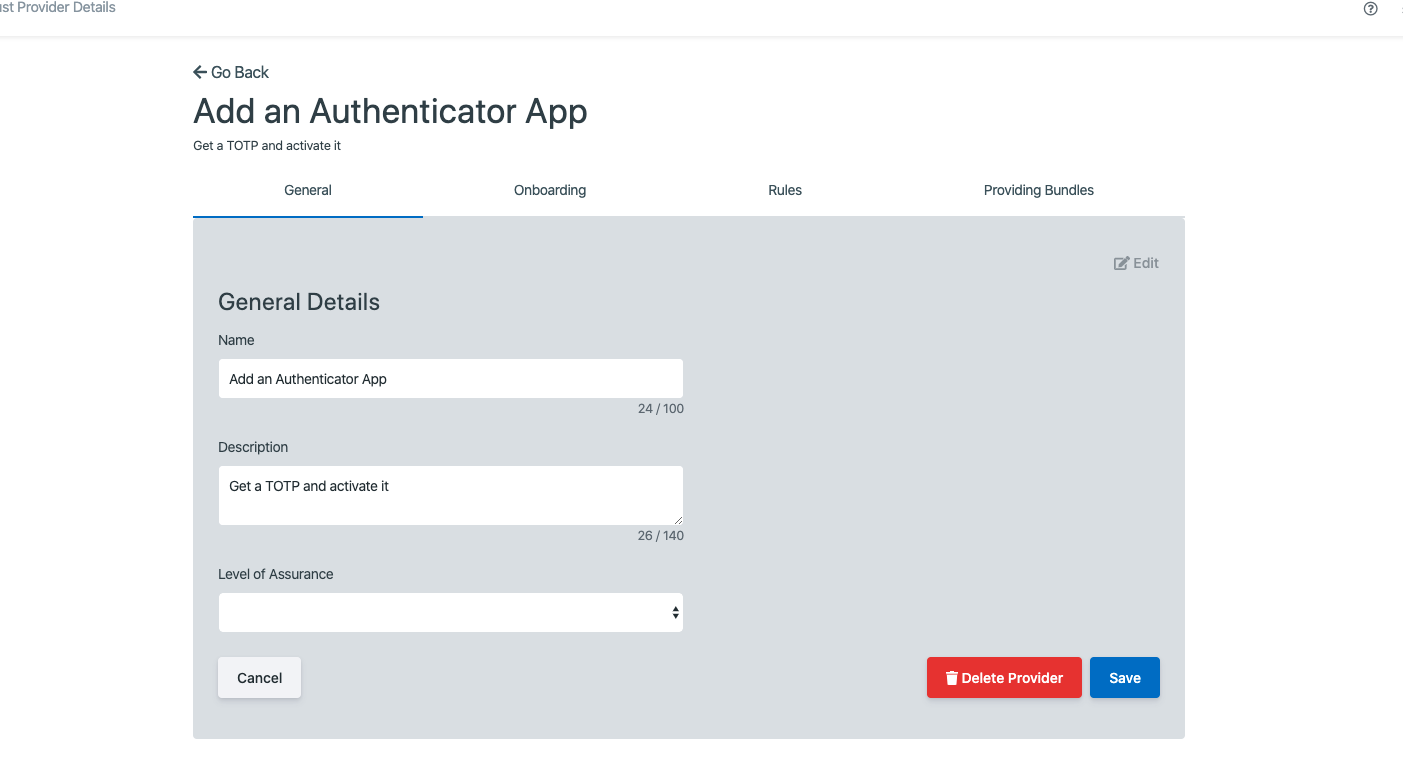 Provider Details
Go Back
Add an Authenticator App
Get a TOTP and activate it
General Onboarding Rules Providing Bundles
Edit
General Details
Name
Add an Authenticator App
24 / 100
Description
Get a TOTP and activate it
26 / 140
Level of Assurance
Cancel Delete Provider Save